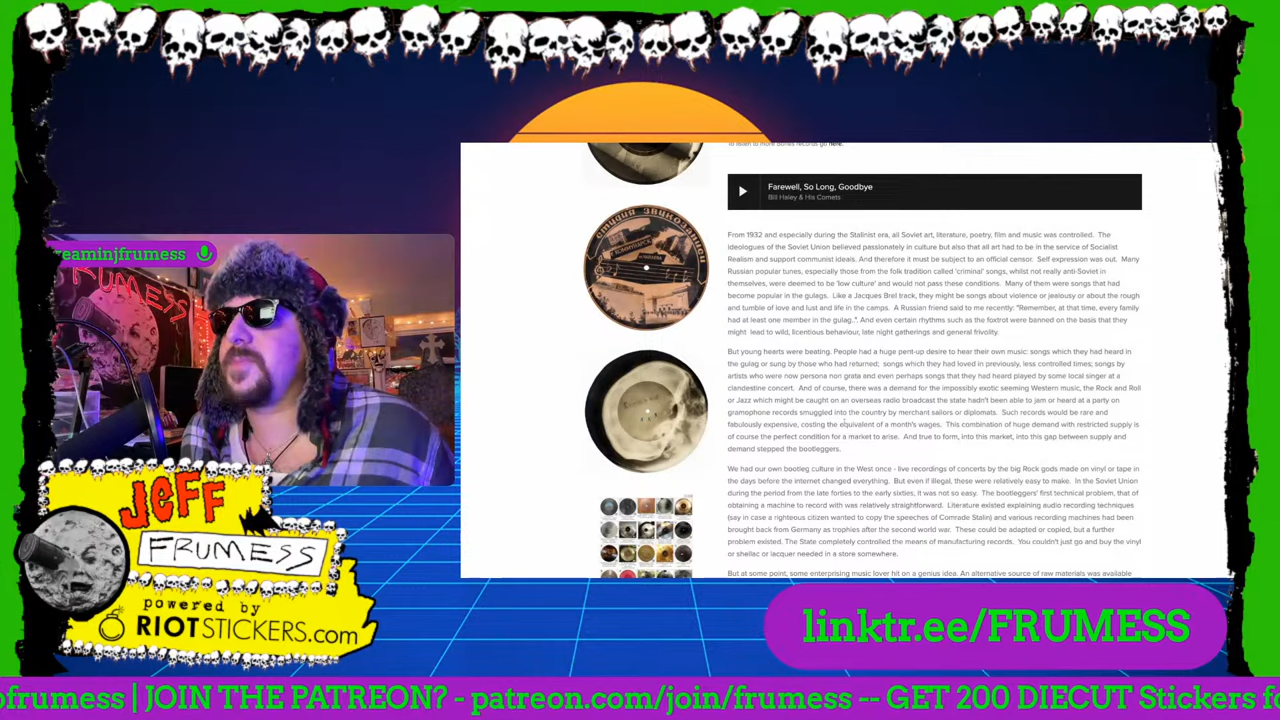 To listen to more Bones records go here.
Farewell, So Long, Goodbye
Bill Haley & His Comets
СТУДИЯ ЗВУКОЗАПИСИ
From 1932 and especially during the Stalinist era, all Soviet art, literature, poetry, film and music was controlled. The
ideologues of the Soviet Union believed passionately in culture but also that all art had to be in the service of Socialist
Realism and support communist ideals. And therefore it must be subject to an official censor. Self expression was out. Many
Russian popular tunes, especially those from the folk tradition called 'criminal' songs, whilst not really anti-Soviet in
themselves, were deemed to be 'low culture' and would not pass these conditions. Many of them were songs that had
become popular in the gulags. Like a Jacques Brel track, they might be songs about violence or jealousy or about the rough
and tumble of love and lust and life in the camps. A Russian friend said to me recently: "Remember, at that time, every family
had at least one member in the gulag.". And even certain rhythms such as the foxtrot were banned on the basis that they
might lead to wild, licentious behaviour, late night gatherings and general frivolity.
But young hearts were beating. People had a huge pent-up desire to hear their own music: songs which they had heard in
the gulag or sung by those who had returned; songs which they had loved in previously, less controlled times; songs by
artists who were now persona non grata and even perhaps songs that they had heard played by some local singer at a
clandestine concert. And of course, there was a demand for the impossibly exotic seeming Western music, the Rock and Roll
or Jazz which might be caught on an overseas radio broadcast the state hadn't been able to jam or heard at a party on
gramophone records smuggled into the country by merchant sailors or diplomats. Such records would be rare and
fabulously expensive, costing the equivalent of a month's wages. This combination of huge demand with restricted supply is
of course the perfect condition for a market to arise. And true to form, into this market, into this gap between supply and
demand stepped the bootleggers.
We had our own bootleg culture in the West once - live recordings of concerts by the big Rock gods made on vinyl or tape in
the days before the internet changed everything. But even if illegal, these were relatively easy to make. In the Soviet Union
during the period from the late forties to the early sixties, it was not so easy. The bootleggers' first technical problem, that of
obtaining a machine to record with was relatively straightforward. Literature existed explaining audio recording techniques
(say in case a righteous citizen wanted to copy the speeches of Comrade Stalin) and various recording machines had been
brought back from Germany as trophies after the second world war. These could be adapted or copied, but a further
problem existed. The State completely controlled the means of manufacturing records. You couldn't just go and buy the vinyl
or shellac or lacquer needed in a store somewhere.
But at some point, some enterprising music lover hit on a genius idea. An alternative source of raw materials was available
reaminjfrumess
FRUMESS
JEFF
FRUMESS
powered by
RIOTSTICKERS.com
linktr.ee/FRUMESS
ofrumess | JOIN THE PATREON? - patreon.com/join/frumess -- GET 200 DIECUT Stickers fo